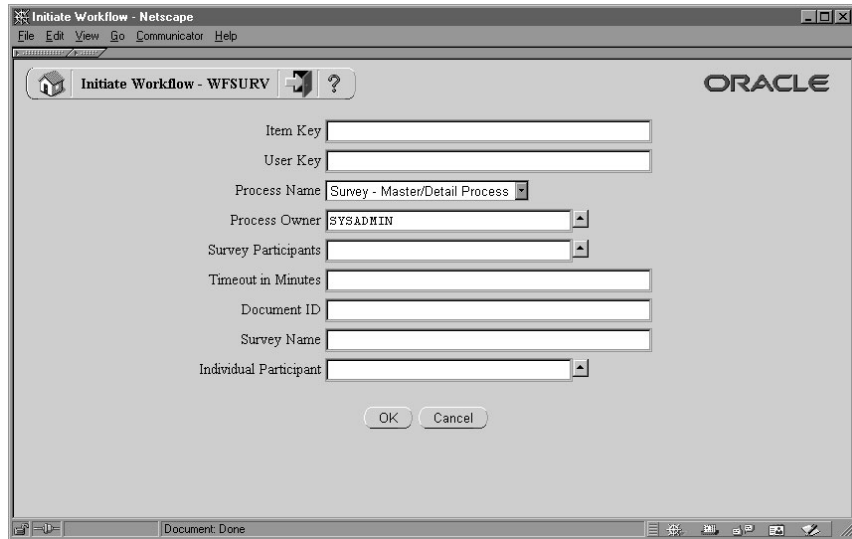 Initiate Workflow - Netscape
File Edit View Go Communicator Help
Initiate Workflow - WFSURV ?
ORACLE
Item Key
User Key
Process Name Survey - Master/Detail Process
Process Owner SYSADMIN
Survey Participants
Timeout in Minutes
Document ID
Survey Name
Individual Participant
OK Cancel
Document: Done